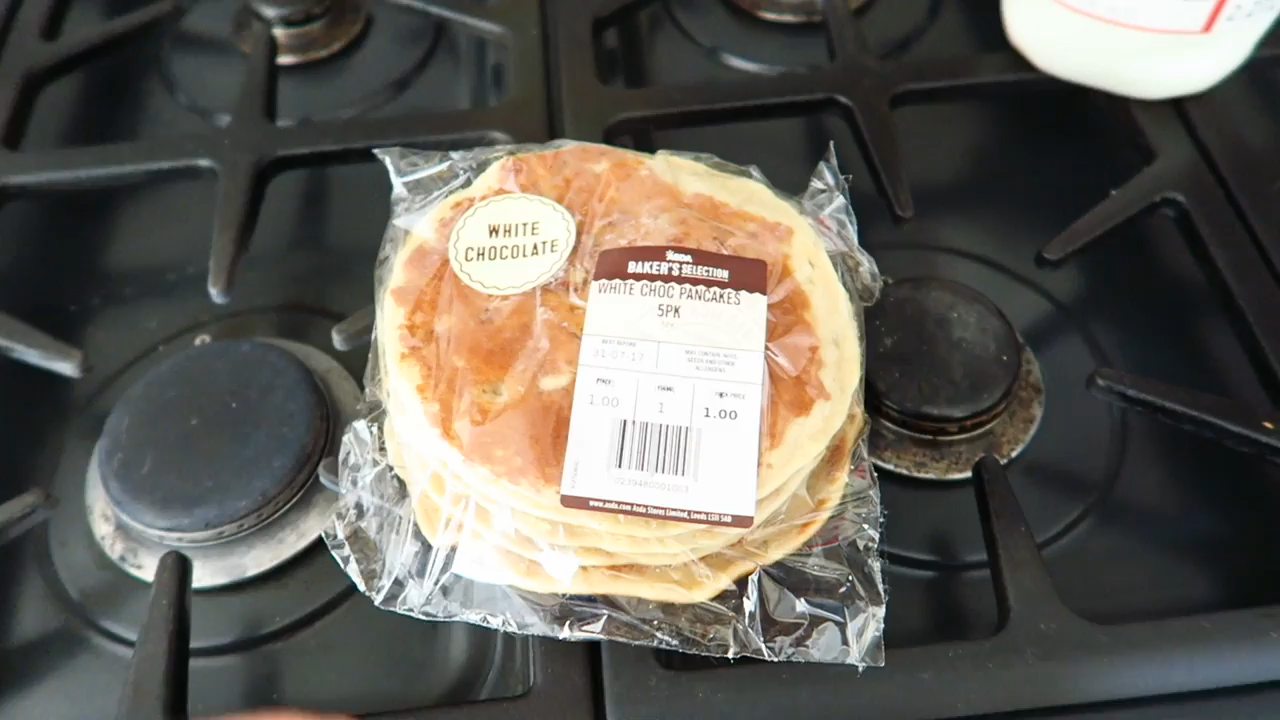 WHITE
CHOCOLATE
ASDA
BAKER'S SELECTION
WHITE CHOC PANCAKES
5PK
BEST BEFORE
31-07-17
MAY CONTAIN NUTS,
SEEDS AND OTHER
ALLERGENS
PRICE
ITEMS
PACK PRICE
1.00
1
1.00
0239480001003
www.asda.com Asda Stores Limited, Leeds LS11 5AD